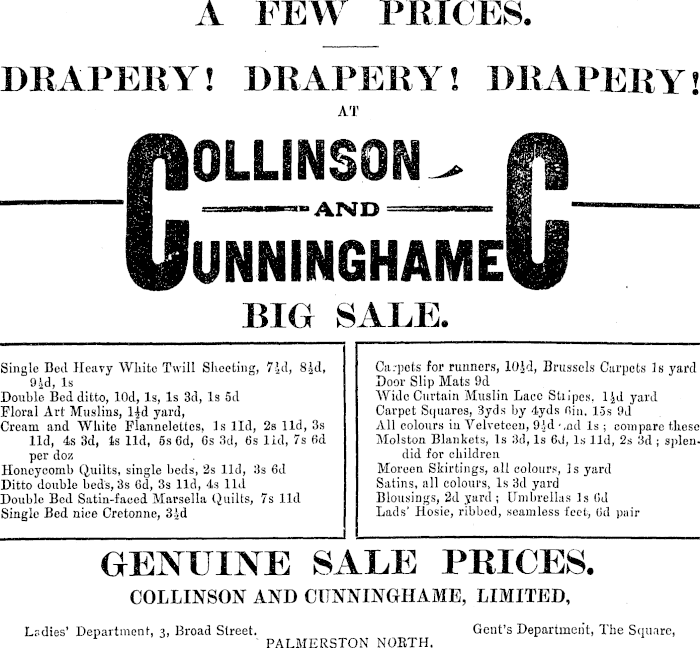 A FEW PRICES.
DRAPERY! DRAPERY! DRAPERY!
AT
COLLINSON
AND
CUNNINGHAME
C
BIG SALE.
Single Bed Heavy White Twill Sheeting, 7½d, 8½d,
9½d, 1s
Double Bed ditto, 10d, 1s, 1s 3d, 1s 5d
Floral Art Muslins, 1½d yard,
Cream and White Flannelettes, 1s 11d, 2s 11d, 3s
11d, 4s 3d, 4s 11d, 5s 6d, 6s 3d, 6s 11d, 7s 6d
per doz
Honeycomb Quilts, single beds, 2s 11d, 3s 6d
Ditto double beds, 3s 6d, 3s 11d, 4s 11d
Double Bed Satin-faced Marsella Quilts, 7s 11d
Single Bed nice Cretonne, 3½d
Carpets for runners, 10½d, Brussels Carpets 1s yard
Door Slip Mats 9d
Wide Curtain Muslin Lace Stripes, 1½d yard
Carpet Squares, 3yds by 4yds 6in, 15s 9d
All colours in Velveteen, 9½d and 1s; compare these
Molston Blankets, 1s 3d, 1s 6d, 1s 11d, 2s 3d; splen-
did for children
Moreen Skirtings, all colours, 1s yard
Satins, all colours, 1s 3d yard
Blousings, 2d yard; Umbrellas 1s 6d
Lads' Hosie, ribbed, seamless feet, 6d pair
GENUINE SALE PRICES.
COLLINSON AND CUNNINGHAME, LIMITED,
Ladies' Department, 3, Broad Street.
Gent's Department, The Square,
PALMERSTON NORTH.